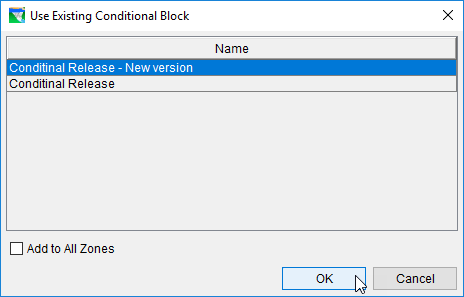 Use Existing Conditional Block
Name
Conditinal Release - New version
Conditinal Release
Add to All Zones
OK
Cancel